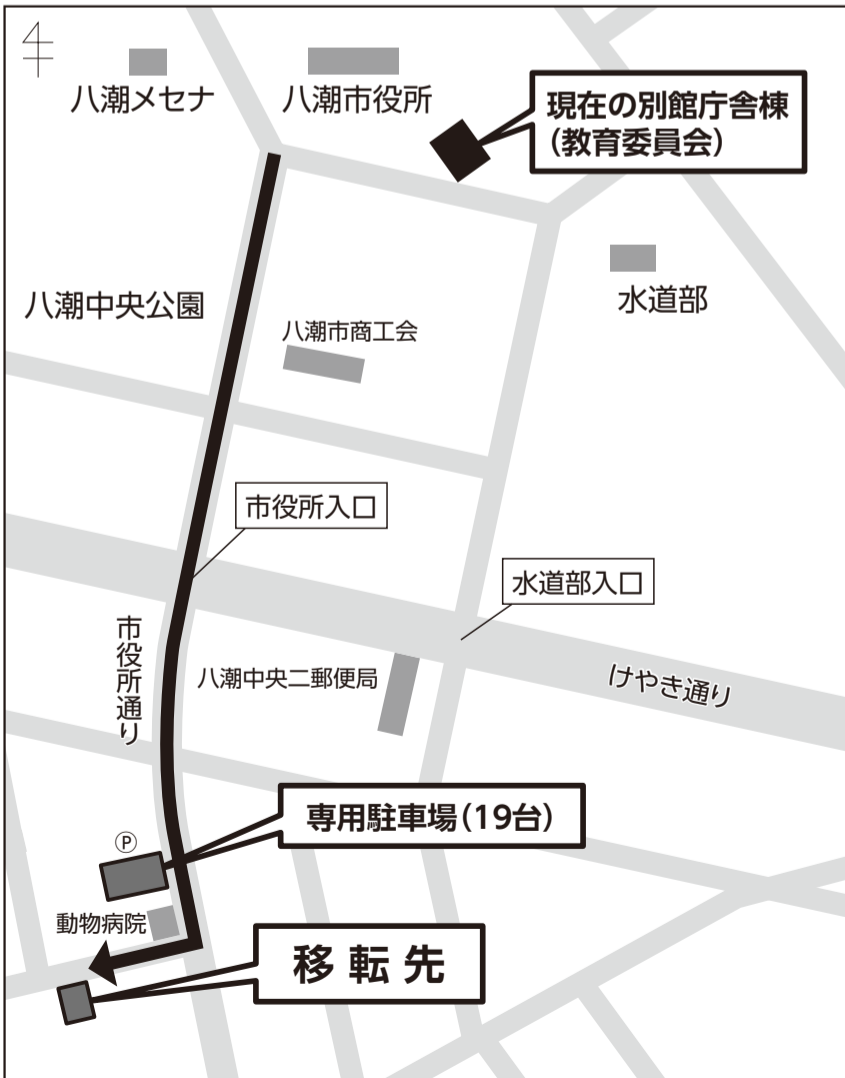 八潮メセナ
八潮市役所
現在の別館庁舎棟
(教育委員会)
八潮中央公園
水道部
八潮市商工会
市役所入口
水道部入口
市役所通り
八潮中央二郵便局
けやき通り
専用駐車場(19台)
Ⓟ
動物病院
移転先